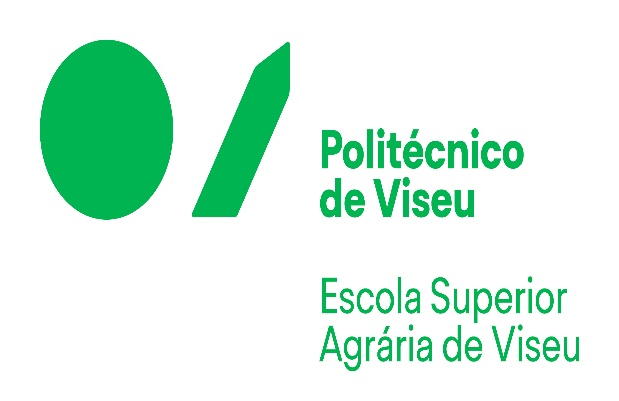 Politécnico
de Viseu
Escola Superior
Agrária de Viseu